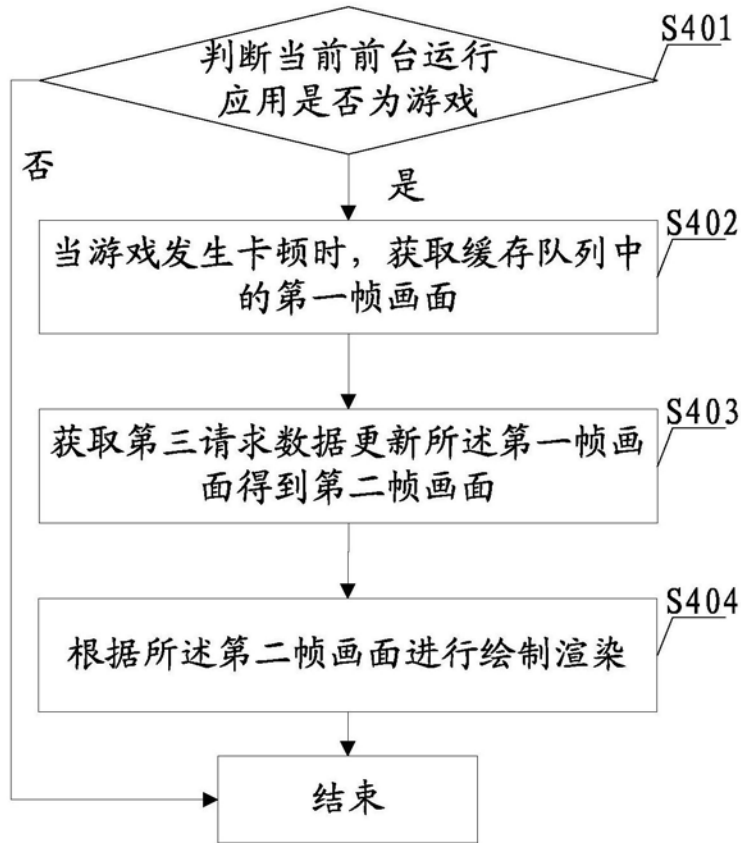 S401
判断当前前台运行
应用是否为游戏
否
是
S402
当游戏发生卡顿时，获取缓存队列中
的第一帧画面
S403
获取第三请求数据更新所述第一帧画
面得到第二帧画面
S404
根据所述第二帧画面进行绘制渲染
结束